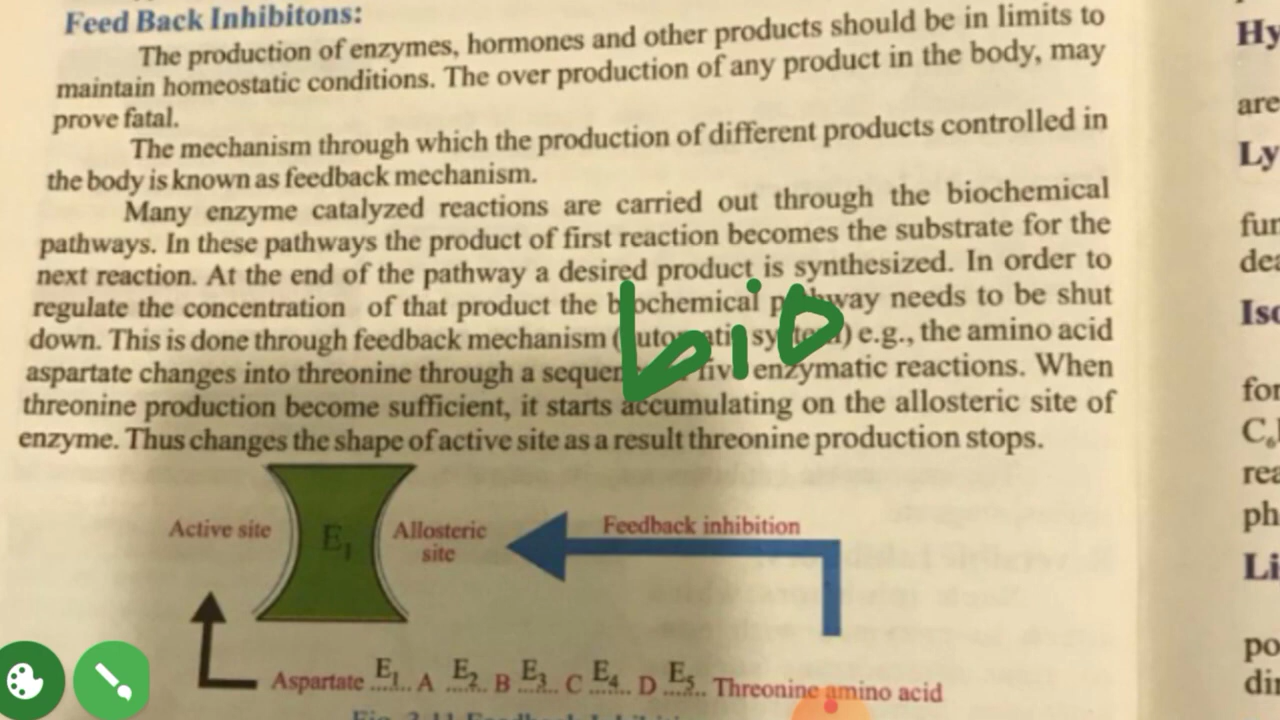 Feed Back Inhibitons:
The production of enzymes, hormones and other products should be in limits to
maintain homeostatic conditions. The over production of any product in the body, may
prove fatal.
The mechanism through which the production of different products controlled in
the body is known as feedback mechanism.
Many enzyme catalyzed reactions are carried out through the biochemical
pathways. In these pathways the product of first reaction becomes the substrate for the
next reaction. At the end of the pathway a desired product is synthesized. In order to
regulate the concentration of that product the biochemical pathway needs to be shut
down. This is done through feedback mechanism (automatic system) e.g., the amino acid
aspartate changes into threonine through a sequence five enzymatic reactions. When
threonine production become sufficient, it starts accumulating on the allosteric site of
enzyme. Thus changes the shape of active site as a result threonine production stops.
bio
Active site
E₁
Allosteric
site
Feedback inhibition
Aspartate E₁ A E₂ B E₃ C E₄ D E₅ Threonine amino acid
Hy
are
Ly
fun
dea
Iso
for
rea
ph
Li
po